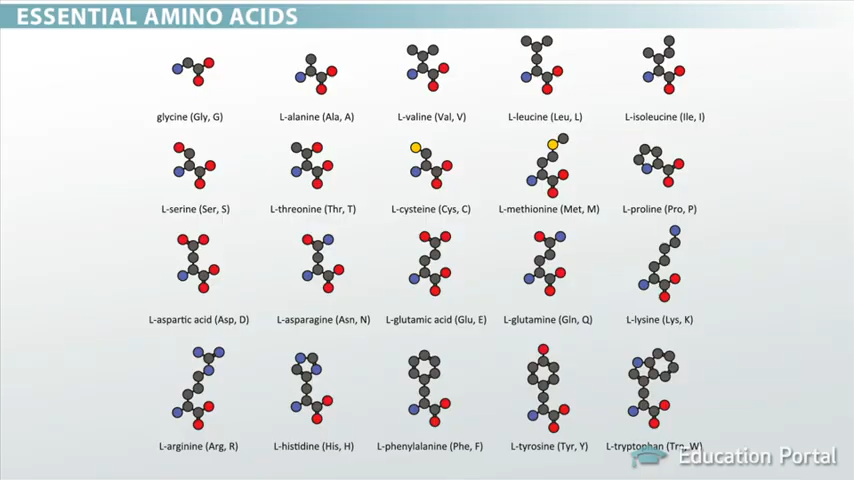 ESSENTIAL AMINO ACIDS
glycine (Gly, G) L-alanine (Ala, A) L-valine (Val, V) L-leucine (Leu, L) L-isoleucine (Ile, I)
L-serine (Ser, S) L-threonine (Thr, T) L-cysteine (Cys, C) L-methionine (Met, M) L-proline (Pro, P)
L-aspartic acid (Asp, D) L-asparagine (Asn, N) L-glutamic acid (Glu, E) L-glutamine (Gln, Q) L-lysine (Lys, K)
L-arginine (Arg, R) L-histidine (His, H) L-phenylalanine (Phe, F) L-tyrosine (Tyr, Y) L-tryptophan (Trp, W)
Education Portal